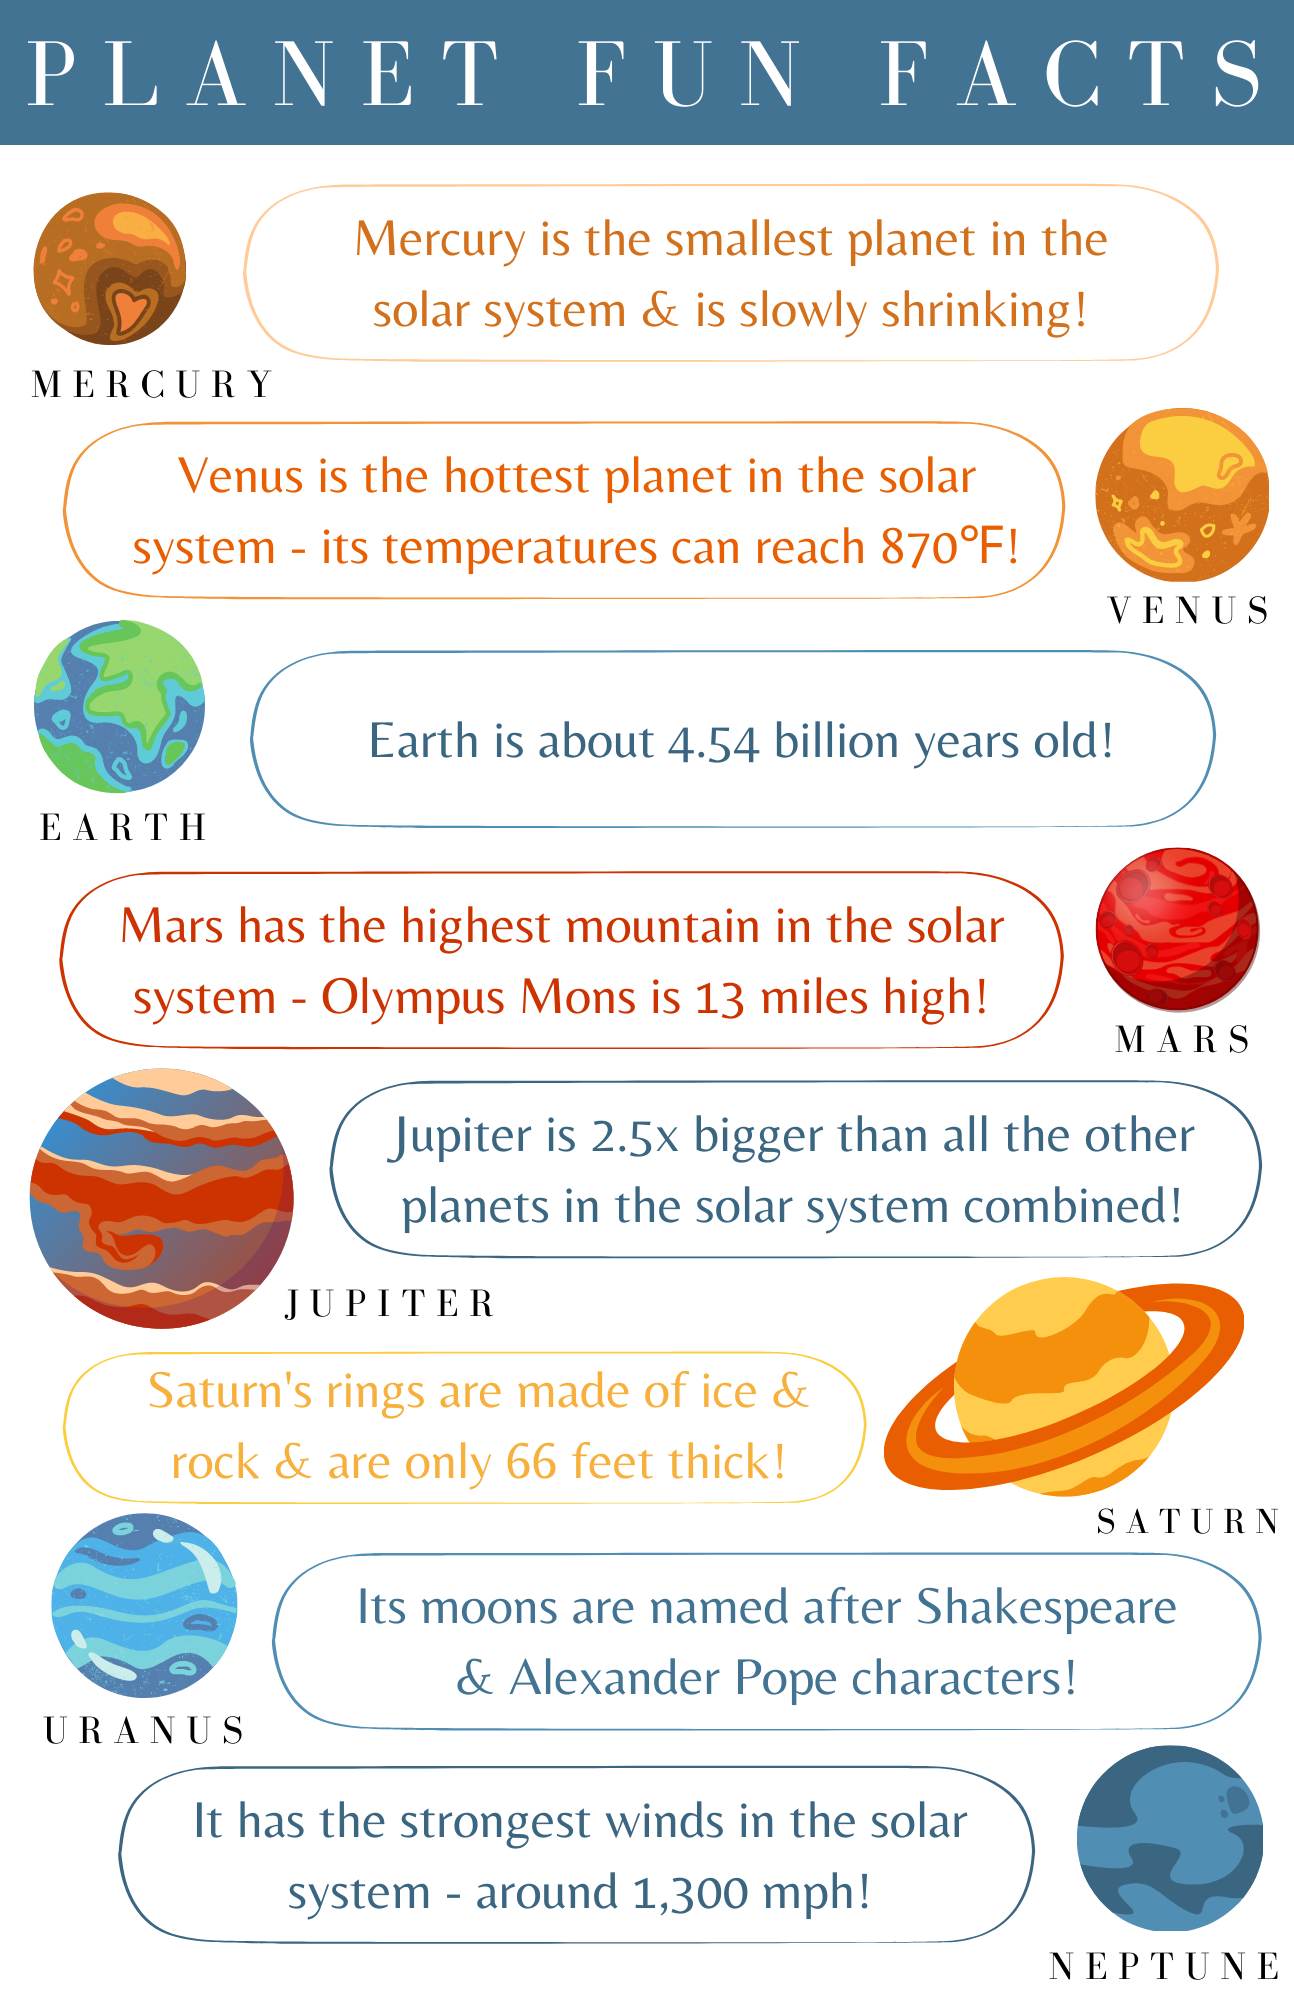 PLANET FUN FACTS
Mercury is the smallest planet in the
solar system & is slowly shrinking!
MERCURY
Venus is the hottest planet in the solar
system - its temperatures can reach 870°F!
VENUS
Earth is about 4.54 billion years old!
EARTH
Mars has the highest mountain in the solar
system - Olympus Mons is 13 miles high!
MARS
Jupiter is 2.5x bigger than all the other
planets in the solar system combined!
JUPITER
Saturn's rings are made of ice &
rock & are only 66 feet thick!
SATURN
Its moons are named after Shakespeare
& Alexander Pope characters!
URANUS
It has the strongest winds in the solar
system - around 1,300 mph!
NEPTUNE